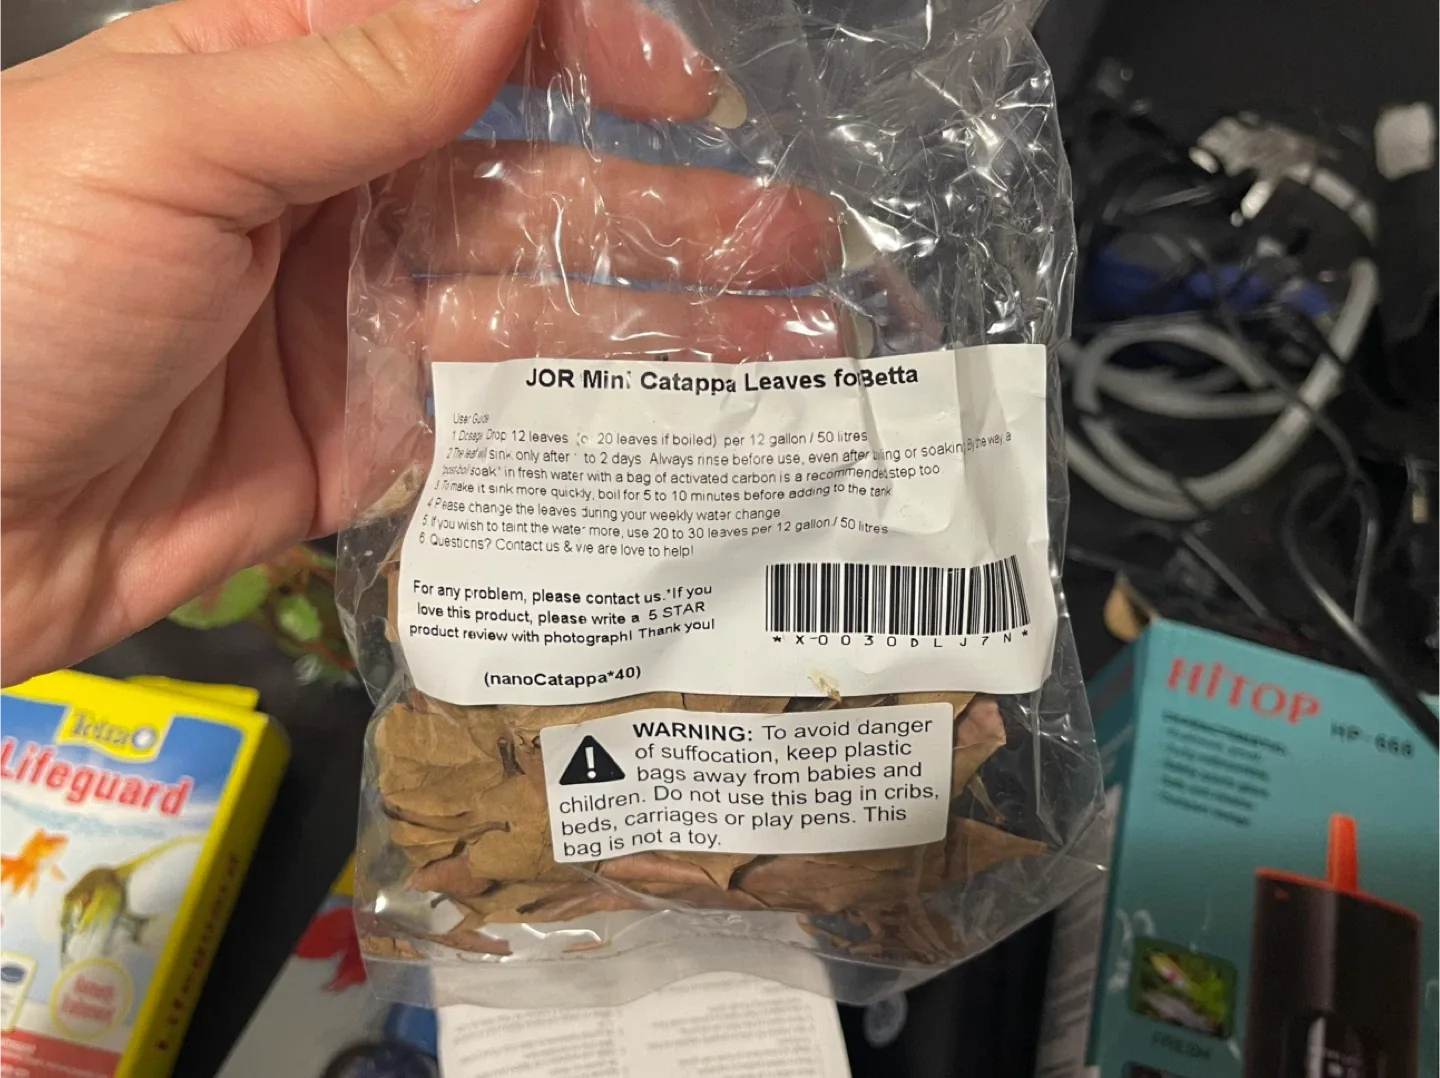 JOR Mini Catappa Leaves fo Betta
User Guide
1 Dosage Drop 12 leaves (o 20 leaves if boiled) per 12 gallon / 50 litres
2 The leaf will sink only after to 2 days Always rinse before use, even after or soaking By the way a
"post-boil soak" in fresh water with a bag of activated carbon is a recommended step too
3 To make it sink more quickly, boil for 5 to 10 minutes before adding to the tank
4 Please change the leaves during your weekly water change
5. If you wish to taint the water more, use 20 to 30 leaves per 12 gallon / 50 litres
6. Questions? Contact us & we are love to help!
For any problem, please contact us.*If you
love this product, please write a 5 STAR
product review with photograph! Thank you!
(nanoCatappa*40)
* X-0030DLJ7N*
WARNING: To avoid danger
of suffocation, keep plastic
bags away from babies and
children. Do not use this bag in cribs,
beds, carriages or play pens. This
bag is not a toy.
Tetra
Lifeguard
Lifeguard
HITOP HP-668
FRESH